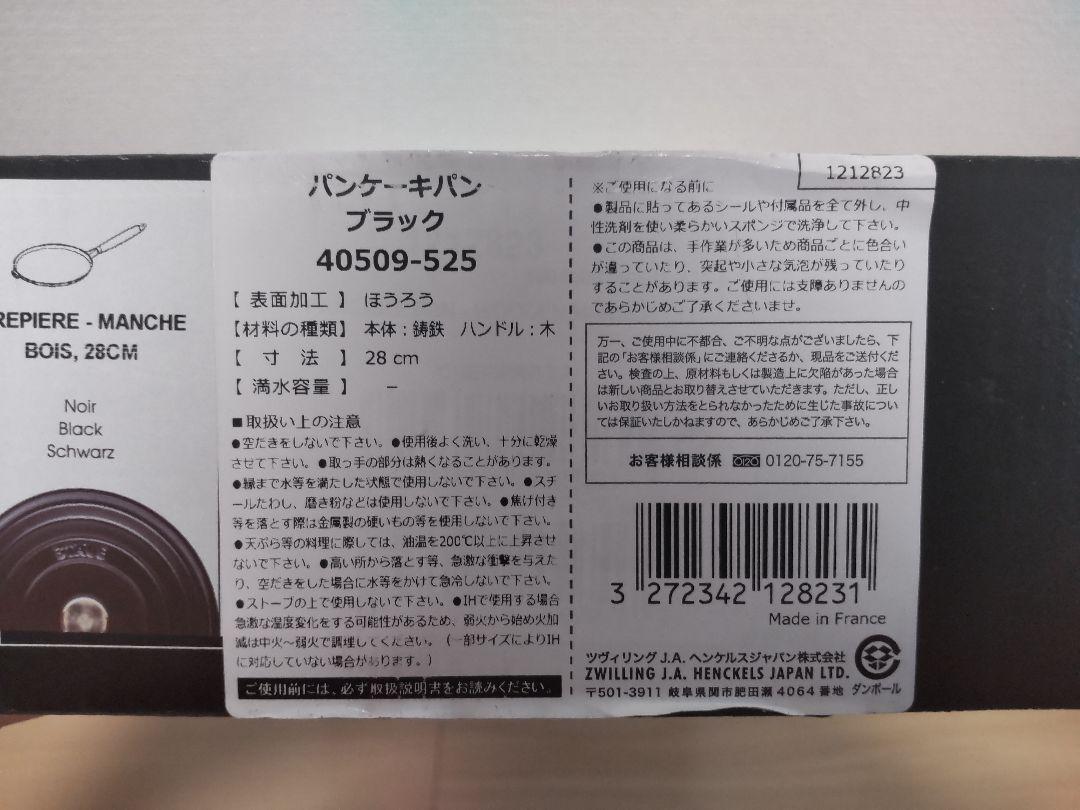 REPIERE - MANCHE
BOIS, 28CM
Noir
Black
Schwarz
STAUB
パンケーキパン
ブラック
40509-525
【 表面加工 】 ほうろう
【材料の種類】 本体：鋳鉄 ハンドル：木
【 寸 法 】 28 cm
【 満水容量 】 －
■取扱い上の注意
●空だきをしないで下さい。●使用後よく洗い、十分に乾燥
させて下さい。●取っ手の部分は熱くなることがあります。
●縁まで水等を満たした状態で使用しないで下さい。●スチ
ールたわし、磨き粉などは使用しないで下さい。●焦げ付き
等を落とす際は金属製の硬いもの等を使用しないで下さい。
●天ぷら等の料理に際しては、油温を200℃以上に上昇させ
ないで下さい。●高い所から落とす等、急激な衝撃を与えた
り、空だきをした場合に水等をかけて急冷しないで下さい。
●ストーブの上で使用しないで下さい。●IHで使用する場合
急激な温度変化をする可能性があるため、弱火から始め火加
減は中火～弱火で調理してください。（一部サイズによりIH
に対応していない場合があります。）
ご使用前には、必ず取扱説明書をお読みください。
1212823
※ご使用になる前に
●製品に貼ってあるシールや付属品を全て外し、中
性洗剤を使い柔らかいスポンジで洗浄して下さい。
●この商品は、手作業が多いため商品ごとに色合い
が違っていたり、突起や小さな気泡が残っていたり
することがあります。ご使用には支障ありませんの
であらかじめご了承くださいませ。
万一、ご使用中に不都合、ご不明な点がございましたら、下
記の「お客様相談係」にご連絡くださるか、現品をご送付くだ
さい。検査の上、原材料もしくは製造上に欠陥があった場合
は新しい商品とお取り替えさせていただきます。ただし、正し
いお取り扱い方法をとられなかったために生じた事故につい
ては保証いたしかねますので、あらかじめご了承下さい。
お客様相談係 0120-75-7155
3 272342 128231
Made in France
ツヴィリング J.A. ヘンケルスジャパン株式会社
ZWILLING J.A. HENCKELS JAPAN LTD.
〒501-3911 岐阜県関市肥田瀬 4064 番地
ダンボール